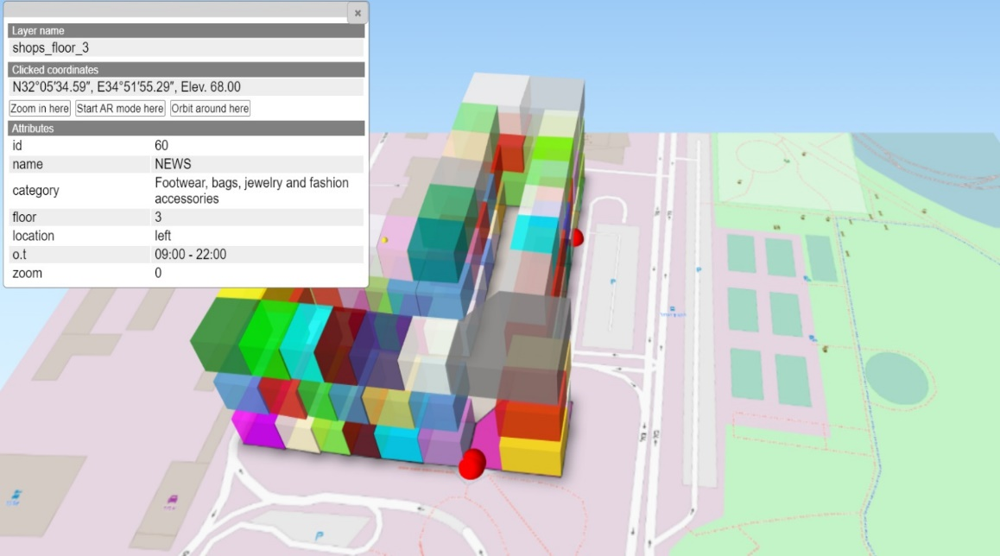 ×
Layer name
shops_floor_3
Clicked coordinates
N32°05'34.59", E34°51'55.29", Elev. 68.00
Zoom in here Start AR mode here Orbit around here
Attributes
id 60
name NEWS
category Footwear, bags, jewelry and fashion
accessories
floor 3
location left
o.t 09:00 - 22:00
zoom 0
P